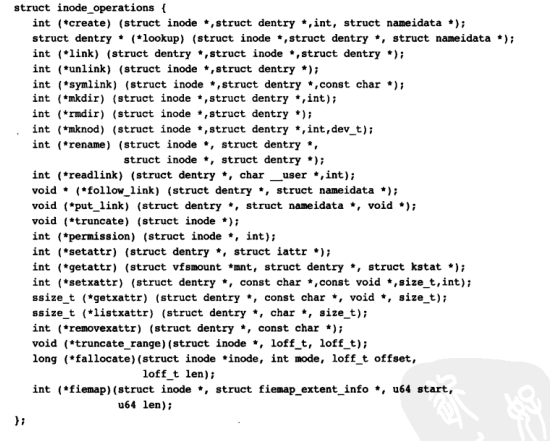 struct inode_operations {
int (*create) (struct inode *,struct dentry *,int, struct nameidata *);
struct dentry * (*lookup) (struct inode *,struct dentry *, struct nameidata *);
int (*link) (struct dentry *,struct inode *,struct dentry *);
int (*unlink) (struct inode *,struct dentry *);
int (*symlink) (struct inode *,struct dentry *,const char *);
int (*mkdir) (struct inode *,struct dentry *,int);
int (*rmdir) (struct inode *,struct dentry *);
int (*mknod) (struct inode *,struct dentry *,int,dev_t);
int (*rename) (struct inode *, struct dentry *,
struct inode *, struct dentry *);
int (*readlink) (struct dentry *, char __user *,int);
void * (*follow_link) (struct dentry *, struct nameidata *);
void (*put_link) (struct dentry *, struct nameidata *, void *);
void (*truncate) (struct inode *);
int (*permission) (struct inode *, int);
int (*setattr) (struct dentry *, struct iattr *);
int (*getattr) (struct vfsmount *mnt, struct dentry *, struct kstat *);
int (*setxattr) (struct dentry *, const char *,const void *,size_t,int);
ssize_t (*getxattr) (struct dentry *, const char *, void *, size_t);
ssize_t (*listxattr) (struct dentry *, char *, size_t);
int (*removexattr) (struct dentry *, const char *);
void (*truncate_range)(struct inode *, loff_t, loff_t);
long (*fallocate)(struct inode *inode, int mode, loff_t offset,
loff_t len);
int (*fiemap)(struct inode *, struct fiemap_extent_info *, u64 start,
u64 len);
};